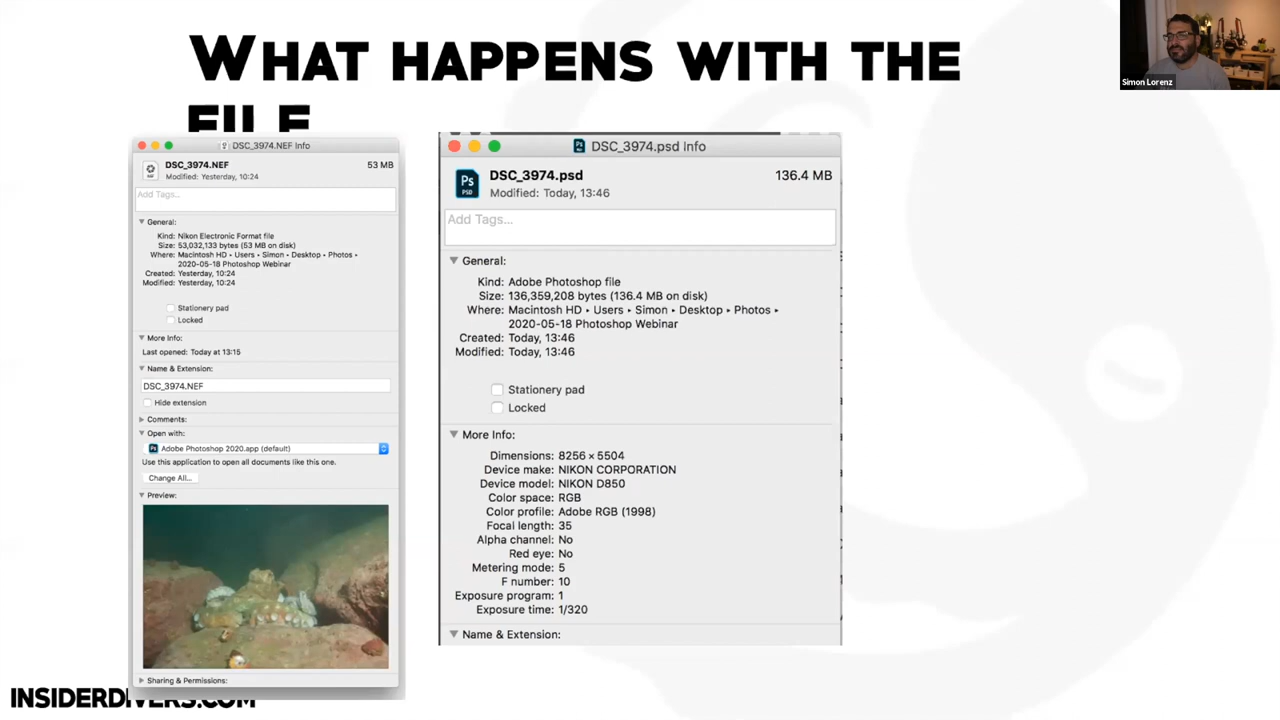 WHAT HAPPENS WITH THE
FILE
Simon Lorenz
DSC_3974.NEF Info
DSC_3974.NEF 53 MB
Modified: Yesterday, 10:24
Add Tags...
General:
Kind: Nikon Electronic Format file
Size: 53,032,133 bytes (53 MB on disk)
Where: Macintosh HD ▸ Users ▸ Simon ▸ Desktop ▸ Photos ▸
2020-05-18 Photoshop Webinar
Created: Yesterday, 10:24
Modified: Yesterday, 10:24
Stationery pad
Locked
More Info:
Last opened: Today at 13:15
Name & Extension:
DSC_3974.NEF
Hide extension
Comments:
Open with:
Adobe Photoshop 2020.app (default)
Use this application to open all documents like this one.
Change All...
Preview:
Sharing & Permissions:
DSC_3974.psd Info
Ps
PSD
DSC_3974.psd 136.4 MB
Modified: Today, 13:46
Add Tags...
General:
Kind: Adobe Photoshop file
Size: 136,359,208 bytes (136.4 MB on disk)
Where: Macintosh HD ▸ Users ▸ Simon ▸ Desktop ▸ Photos ▸
2020-05-18 Photoshop Webinar
Created: Today, 13:46
Modified: Today, 13:46
Stationery pad
Locked
More Info:
Dimensions: 8256 × 5504
Device make: NIKON CORPORATION
Device model: NIKON D850
Color space: RGB
Color profile: Adobe RGB (1998)
Focal length: 35
Alpha channel: No
Red eye: No
Metering mode: 5
F number: 10
Exposure program: 1
Exposure time: 1/320
Name & Extension:
INSIDERDIVERS.COM